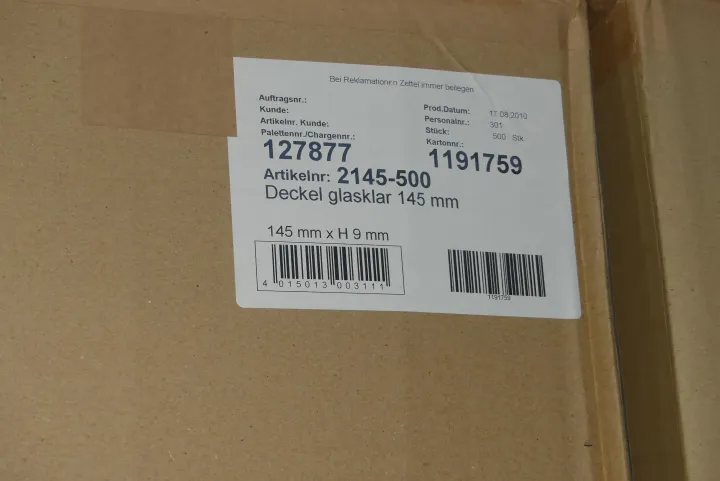 Bei Reklamationen Zettel immer beilegen
Auftragsnr.:
Kunde:
Artikelnr. Kunde:
Palettennr./Chargennr.:
127877
Prod.Datum: 17.08.2010
Personalnr.: 301
Stück: 500 Stk
Kartonnr.:
1191759
Artikelnr: 2145-500
Deckel glasklar 145 mm
145 mm x H 9 mm
4 015013 003111
1191759